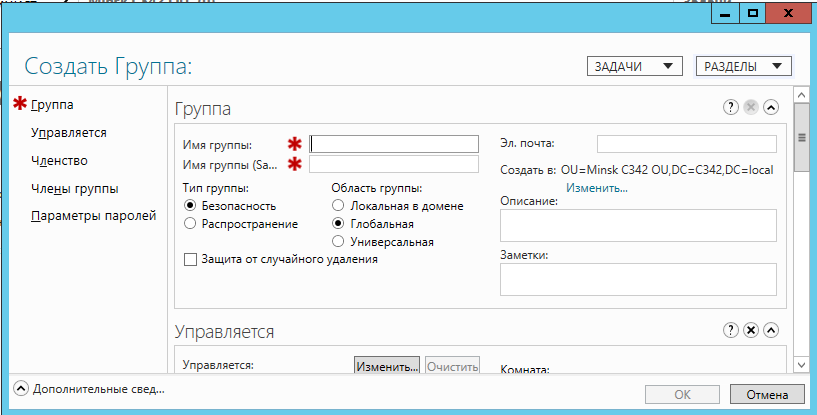 Создать Группа:
ЗАДАЧИ
РАЗДЕЛЫ
Группа
Управляется
Членство
Члены группы
Параметры паролей
Группа
Имя группы:
Имя группы (Sa...
Эл. почта:
Создать в: OU=Minsk C342 OU,DC=C342,DC=local
Изменить...
Тип группы:
Безопасность
Распространение
Область группы:
Локальная в домене
Глобальная
Универсальная
Защита от случайного удаления
Описание:
Заметки:
Управляется
Управляется:
Изменить...
Очистить
Комната:
Дополнительные свед...
ОК
Отмена